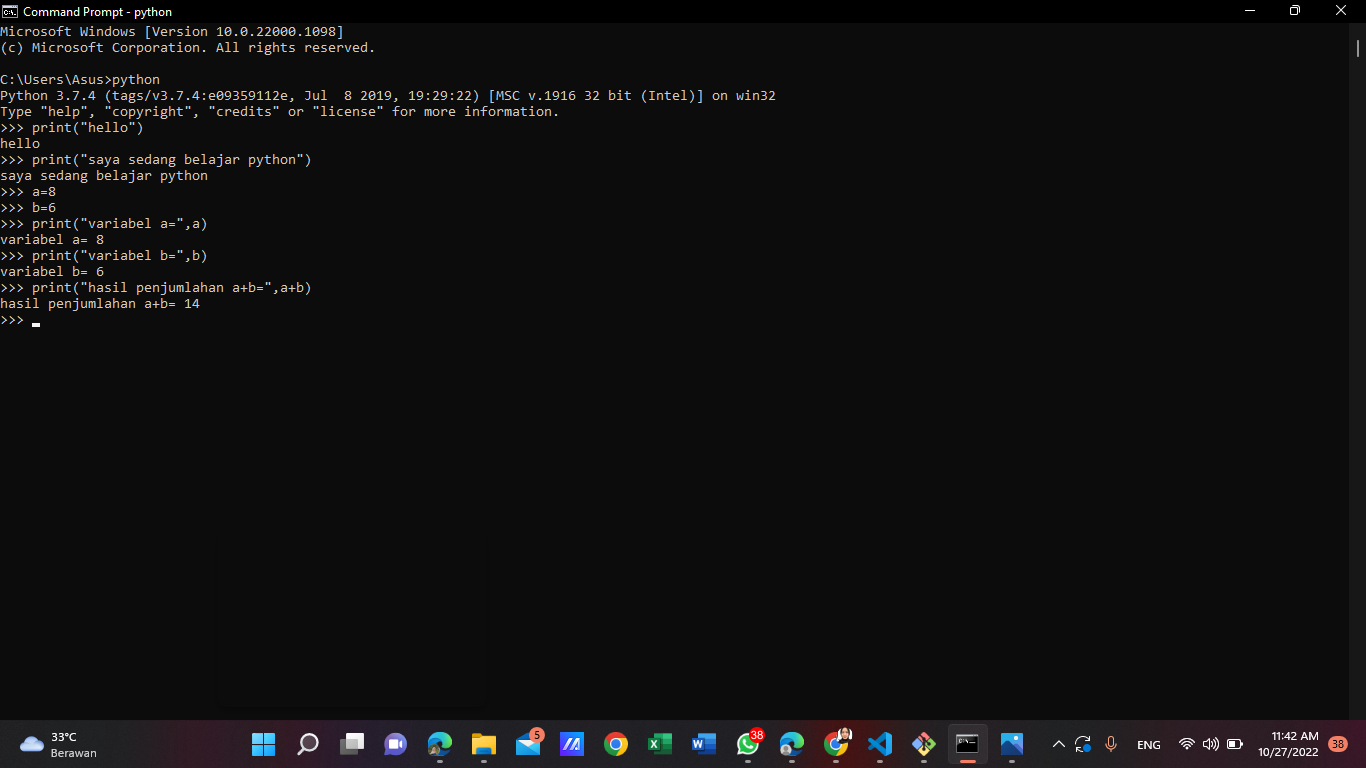 Command Prompt - python
Microsoft Windows [Version 10.0.22000.1098]
(c) Microsoft Corporation. All rights reserved.
C:\Users\Asus>python
Python 3.7.4 (tags/v3.7.4:e09359112e, Jul  8 2019, 19:29:22) [MSC v.1916 32 bit (Intel)] on win32
Type "help", "copyright", "credits" or "license" for more information.
>>> print("hello")
hello
>>> print("saya sedang belajar python")
saya sedang belajar python
>>> a=8
>>> b=6
>>> print("variabel a=",a)
variabel a= 8
>>> print("variabel b=",b)
variabel b= 6
>>> print("hasil penjumlahan a+b=",a+b)
hasil penjumlahan a+b= 14
>>>
33°C
Berawan
5
38
ENG
11:42 AM
10/27/2022
38